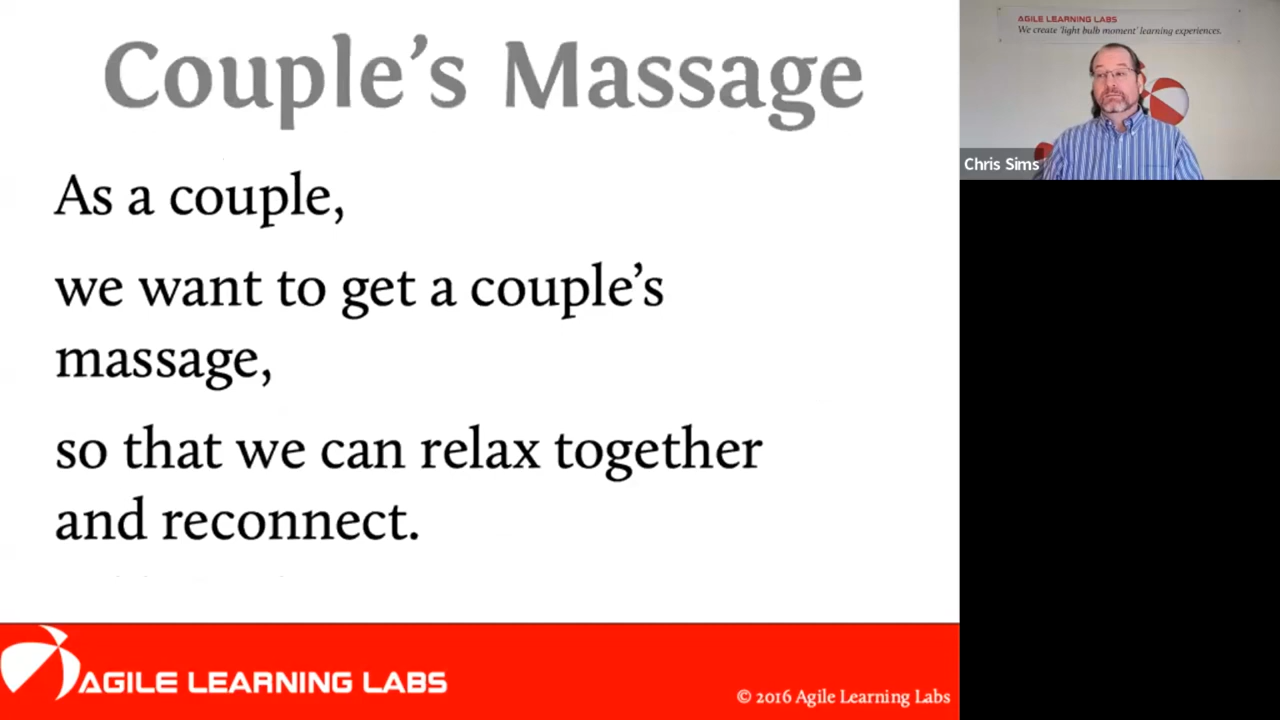 Couple’s Massage
As a couple,
we want to get a couple’s
massage,
so that we can relax together
and reconnect.
AGILE LEARNING LABS
© 2016 Agile Learning Labs
AGILE LEARNING LABS
We create 'light bulb moment' learning experiences.
Chris Sims